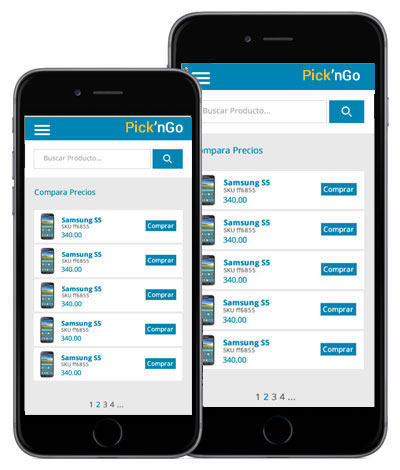 Pick'nGo
Buscar Producto...
Compara Precios
Samsung S5
SKU ff6855
340.00
Comprar
Samsung S5
SKU ff6855
340.00
Comprar
Samsung S5
SKU ff6855
340.00
Comprar
Samsung S5
SKU ff6855
340.00
Comprar
Samsung S5
SKU ff6855
340.00
Comprar
1 2 3 4 ...
Pick'nGo
Buscar Producto...
ompara Precios
Samsung S5
SKU ff6855
340.00
Comprar
Samsung S5
SKU ff6855
340.00
Comprar
Samsung S5
SKU ff6855
340.00
Comprar
Samsung S5
SKU ff6855
340.00
Comprar
Samsung S5
SKU ff6855
340.00
Comprar
1 2 3 4 ...